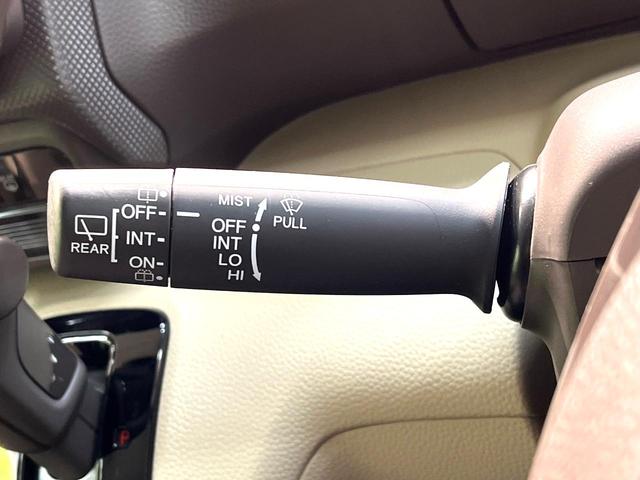 REAR
OFF
INT
ON
MIST
OFF
INT
LO
HI
PULL
P